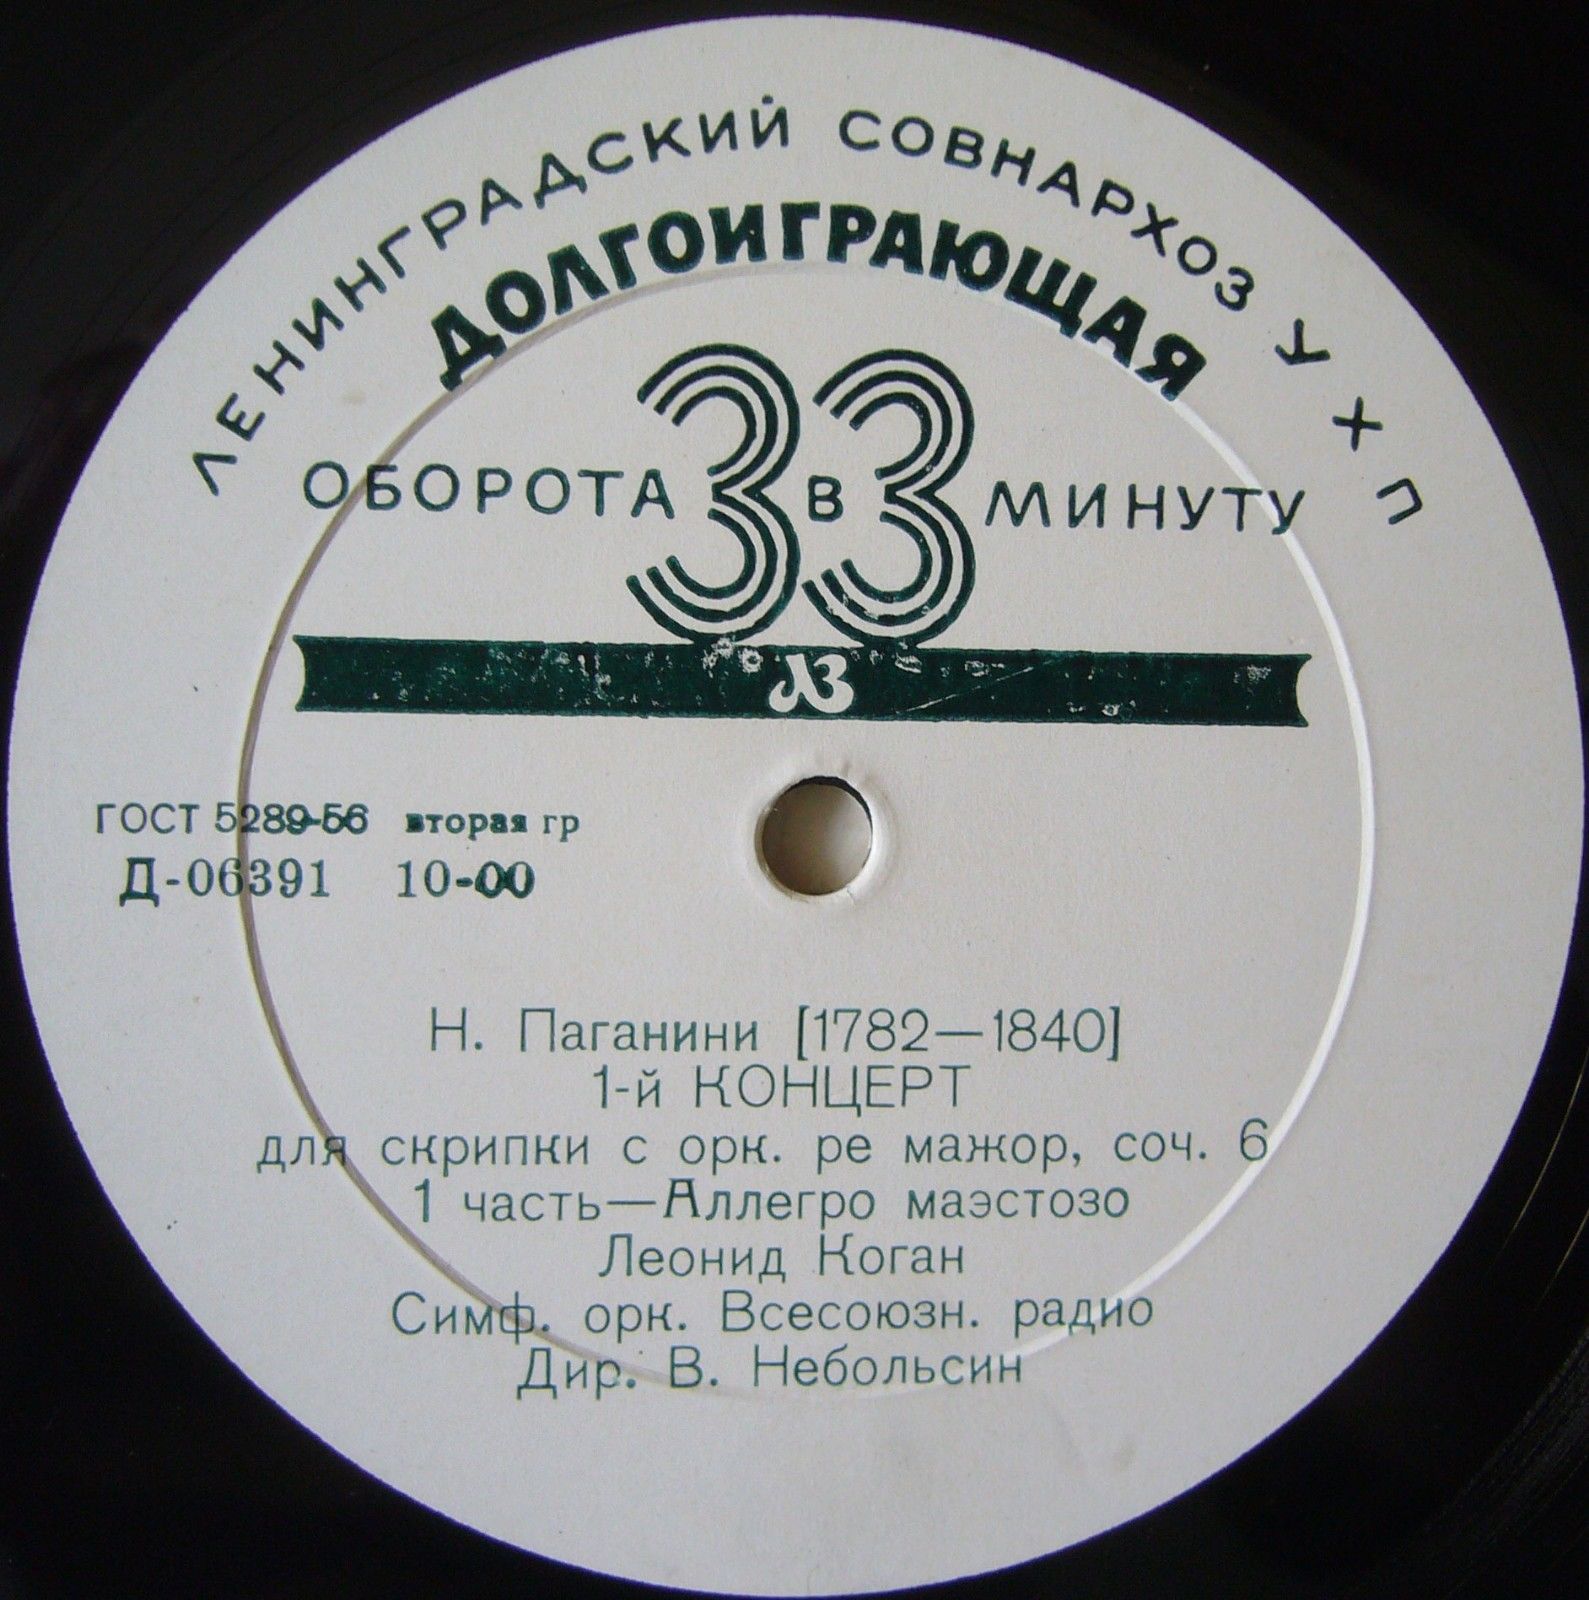 ЛЕНИНГРАДСКИЙ СОВНАРХОЗ УХП
ДОЛГОИГРАЮЩАЯ
33
ОБОРОТА В МИНУТУ
ЛЗ
ГОСТ 5289-56 вторая гр
Д-06391 10-00
Н. Паганини [1782—1840]
1-й КОНЦЕРТ
для скрипки с орк. ре мажор, соч. 6
1 часть—Аллегро маэстозо
Леонид Коган
Симф. орк. Всесоюзн. радио
Дир. В. Небольсин